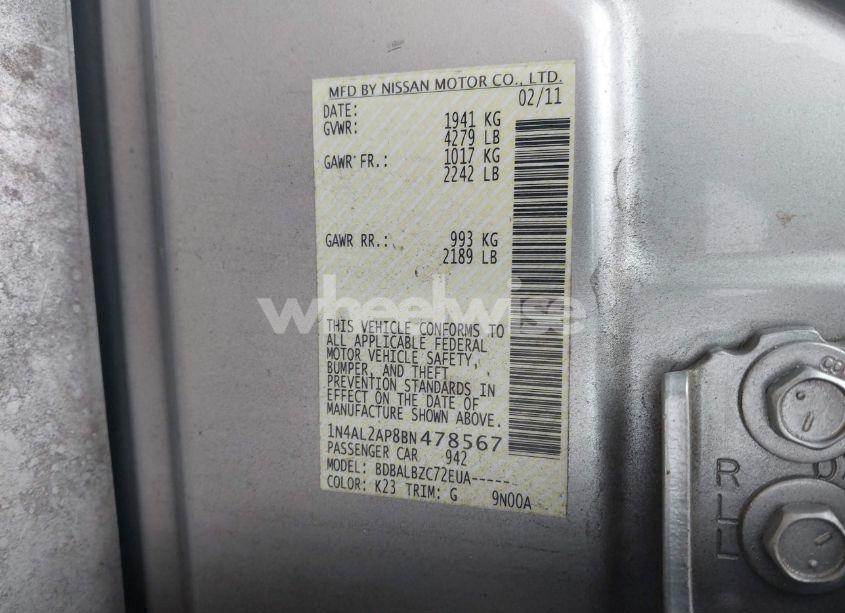 MFD BY NISSAN MOTOR CO., LTD.
DATE: 02/11
GVWR: 1941 KG
4279 LB
GAWR FR.: 1017 KG
2242 LB
GAWR RR.: 993 KG
2189 LB
wheelwise
THIS VEHICLE CONFORMS TO
ALL APPLICABLE FEDERAL
MOTOR VEHICLE SAFETY,
BUMPER, AND THEFT
PREVENTION STANDARDS IN
EFFECT ON THE DATE OF
MANUFACTURE SHOWN ABOVE.
1N4AL2AP8BN478567
PASSENGER CAR 942
MODEL: BDBALBZC72EUA------
COLOR: K23 TRIM: G 9N00A
R
L